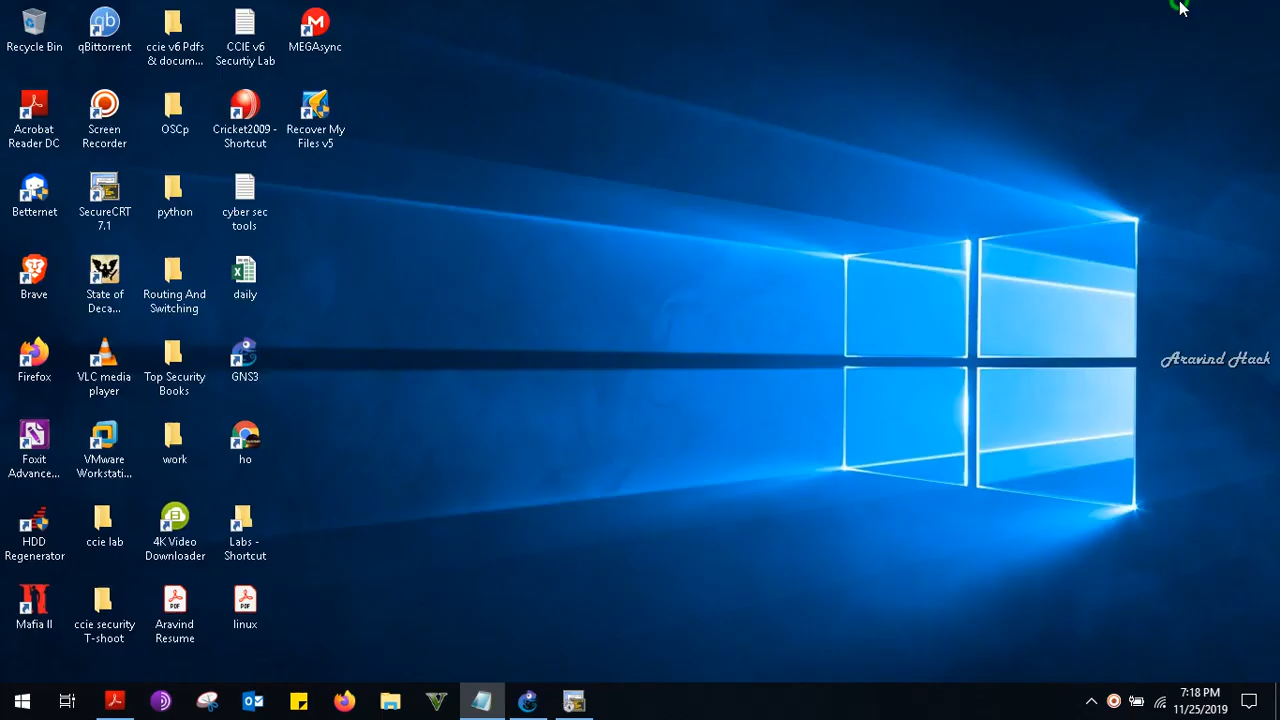 Recycle Bin
qBittorrent
ccie v6 Pdfs
& docum...
CCIE v6
Securtiy Lab
MEGAsync
Acrobat
Reader DC
Screen
Recorder
OSCp
Cricket2009 -
Shortcut
Recover My
Files v5
Betternet
SecureCRT
7.1
python
cyber sec
tools
Brave
State of
Deca...
Routing And
Switching
daily
Firefox
VLC media
player
Top Security
Books
GNS3
Foxit
Advance...
VMware
Workstati...
work
ho
HDD
Regenerator
ccie lab
4K Video
Downloader
Labs -
Shortcut
Mafia II
ccie security
T-shoot
Aravind
Resume
linux
Aravind Hack
7:18 PM
11/25/2019